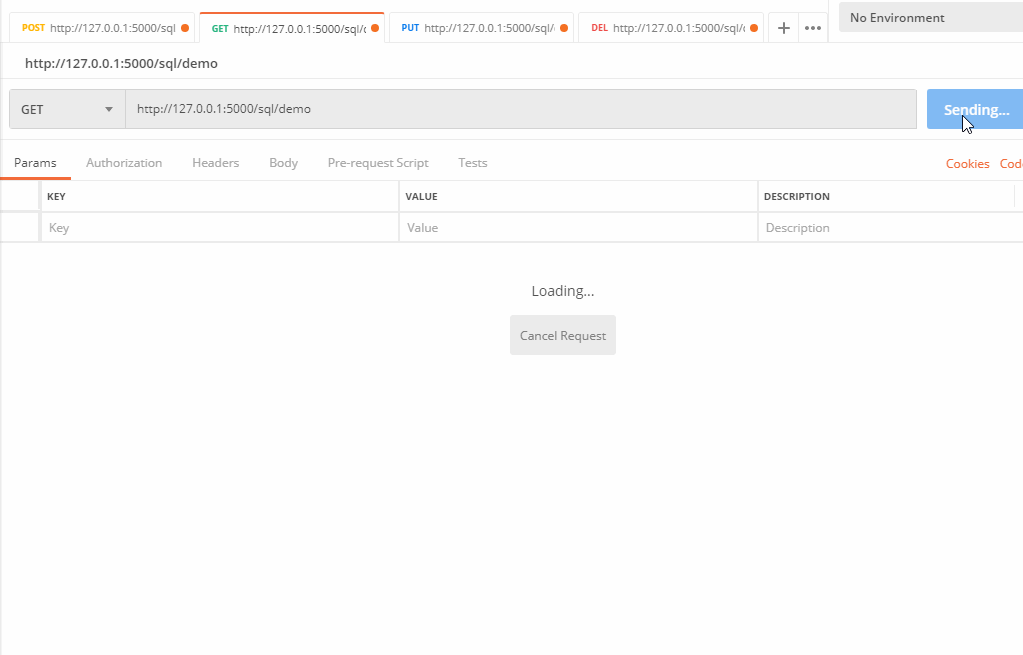 POST http://127.0.0.1:5000/sql GET http://127.0.0.1:5000/sql/d PUT http://127.0.0.1:5000/sql/ DEL http://127.0.0.1:5000/sql/d No Environment
http://127.0.0.1:5000/sql/demo
GET http://127.0.0.1:5000/sql/demo Sending...
Params Authorization Headers Body Pre-request Script Tests Cookies Cod
KEY VALUE DESCRIPTION
Key Value Description
Loading...
Cancel Request